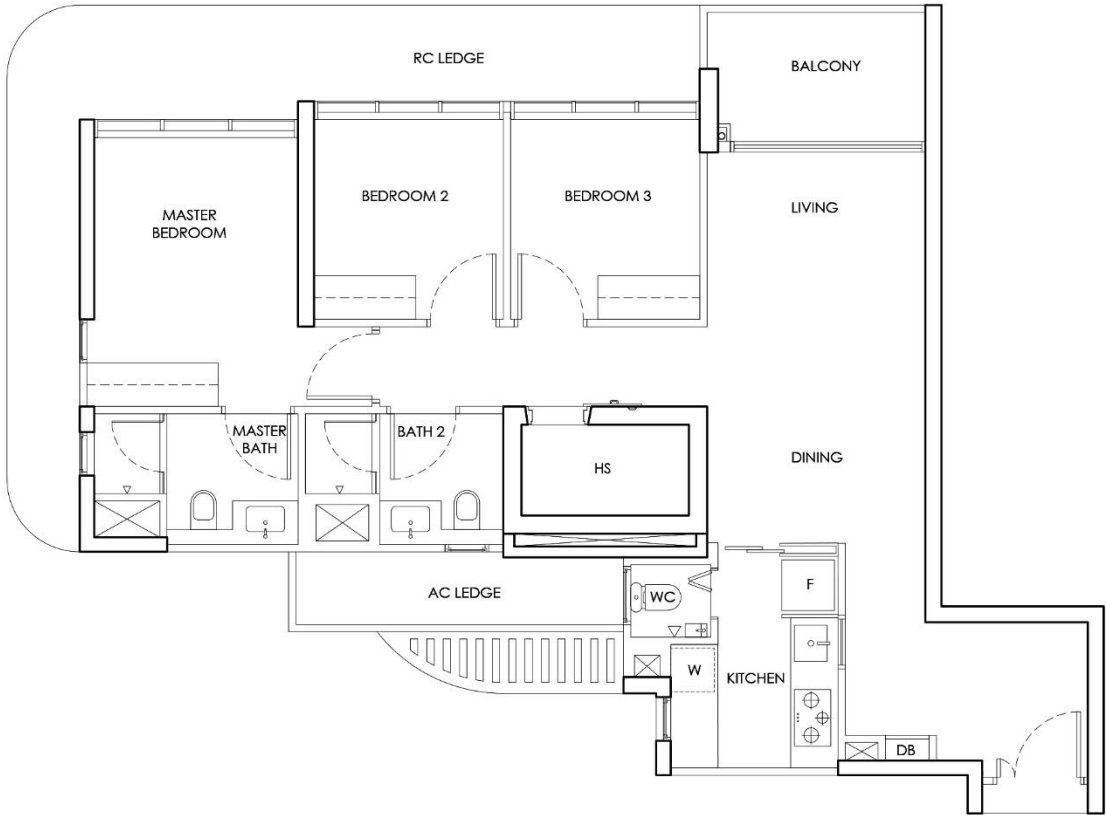 RC LEDGE
BALCONY
BEDROOM 2
BEDROOM 3
LIVING
MASTER
BEDROOM
MASTER
BATH
BATH 2
HS
DINING
AC LEDGE
WC
F
W
KITCHEN
DB